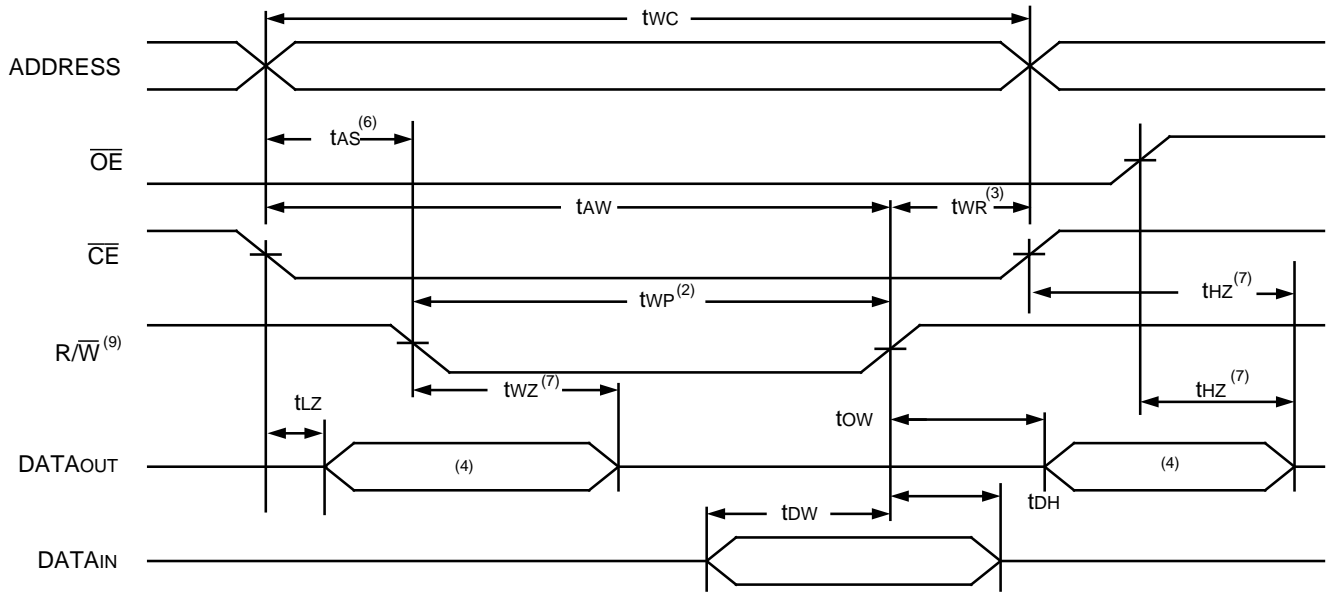 tWC
ADDRESS
tAS(6)
OE
tAW
tWR(3)
CE
tWP(2)
tHZ(7)
R/W(9)
tWZ(7)
tHZ(7)
tLZ
tOW
DATAOUT
(4)
(4)
tDW
tDH
DATAIN